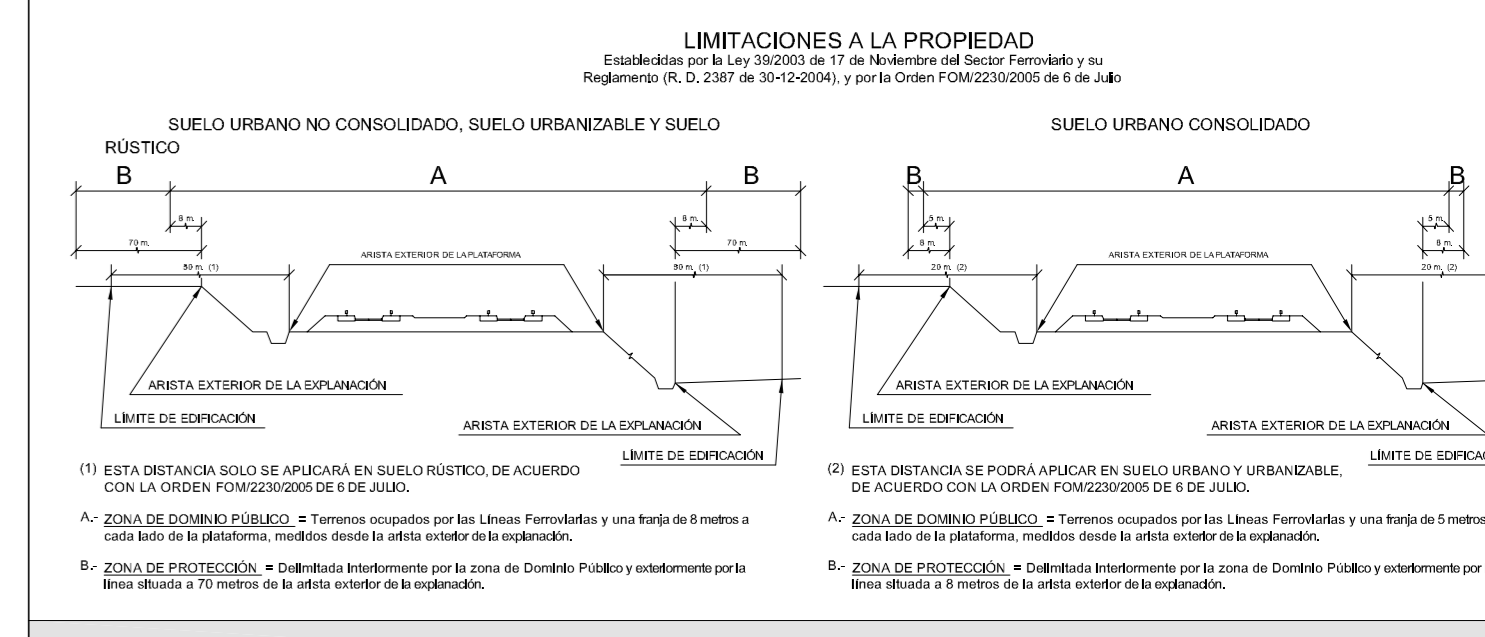 LIMITACIONES A LA PROPIEDAD
Establecidas por la Ley 39/2003 de 17 de Noviembre del Sector Ferroviario y su
Reglamento (R. D. 2387 de 30-12-2004), y por la Orden FOM/2230/2005 de 6 de Julio
SUELO URBANO NO CONSOLIDADO, SUELO URBANIZABLE Y SUELO
RÚSTICO
B A B
8 m. 8 m.
70 m. 70 m.
50 m. (1) 50 m. (1)
ARISTA EXTERIOR DE LA PLATAFORMA
ARISTA EXTERIOR DE LA EXPLANACIÓN
LÍMITE DE EDIFICACIÓN
ARISTA EXTERIOR DE LA EXPLANACIÓN
LÍMITE DE EDIFICACIÓN
(1) ESTA DISTANCIA SOLO SE APLICARÁ EN SUELO RÚSTICO, DE ACUERDO
CON LA ORDEN FOM/2230/2005 DE 6 DE JULIO.
A.- ZONA DE DOMINIO PÚBLICO = Terrenos ocupados por las Líneas Ferroviarias y una franja de 8 metros a
cada lado de la plataforma, medidos desde la arista exterior de la explanación.
B.- ZONA DE PROTECCIÓN = Delimitada interiormente por la zona de Dominio Público y exteriormente por la
línea situada a 70 metros de la arista exterior de la explanación.
SUELO URBANO CONSOLIDADO
B A B
5 m. 5 m.
8 m. 8 m.
20 m. (2) 20 m. (2)
ARISTA EXTERIOR DE LA PLATAFORMA
ARISTA EXTERIOR DE LA EXPLANACIÓN
LÍMITE DE EDIFICACIÓN
ARISTA EXTERIOR DE LA EXPLANACIÓN
LÍMITE DE EDIFICA
(2) ESTA DISTANCIA SE PODRÁ APLICAR EN SUELO URBANO Y URBANIZABLE,
DE ACUERDO CON LA ORDEN FOM/2230/2005 DE 6 DE JULIO.
A.- ZONA DE DOMINIO PÚBLICO = Terrenos ocupados por las Líneas Ferroviarias y una franja de 5 metros
cada lado de la plataforma, medidos desde la arista exterior de la explanación.
B.- ZONA DE PROTECCIÓN = Delimitada interiormente por la zona de Dominio Público y exteriormente por
línea situada a 8 metros de la arista exterior de la explanación.